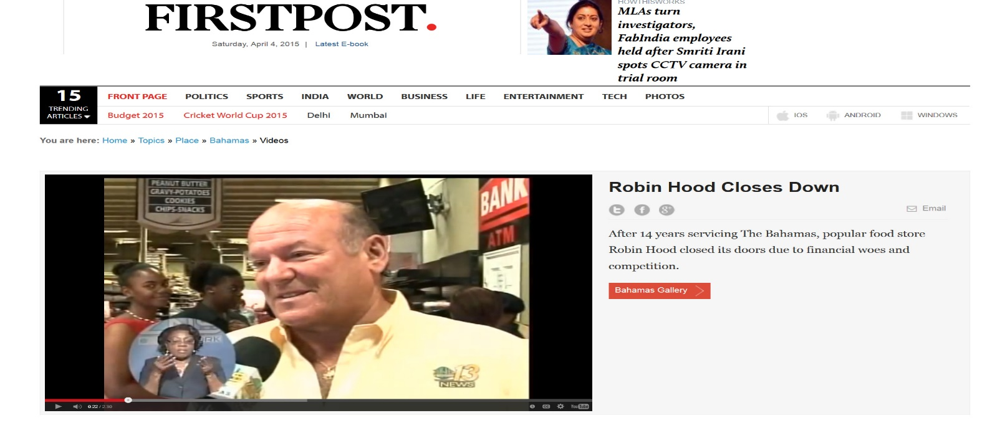 FIRSTPOST.
Saturday, April 4, 2015 | Latest E-book
HOWTHISWORKS
MLAs turn
investigators,
FabIndia employees
held after Smriti Irani
spots CCTV camera in
trial room
15
TRENDING
ARTICLES
FRONT PAGE POLITICS SPORTS INDIA WORLD BUSINESS LIFE ENTERTAINMENT TECH PHOTOS
Budget 2015 Cricket World Cup 2015 Delhi Mumbai
IOS ANDROID WINDOWS
You are here: Home » Topics » Place » Bahamas » Videos
PEANUT BUTTER
GRAVY-POTATOES
COOKIES
CHIPS-SNACKS
BANK
ATM
13
NEWS
0:22 / 2:30
CC
YouTube
Robin Hood Closes Down
Email
After 14 years servicing The Bahamas, popular food store
Robin Hood closed its doors due to financial woes and
competition.
Bahamas Gallery